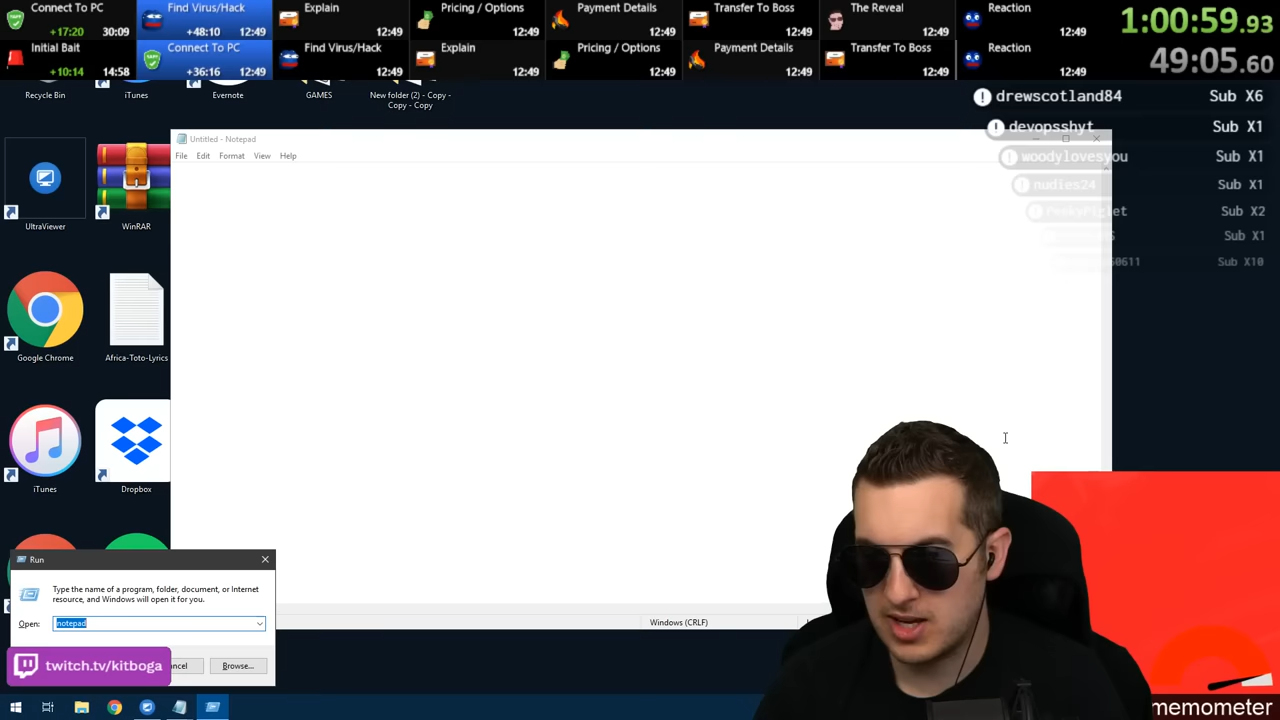 Connect To PC
+17:20 30:09
Find Virus/Hack
+48:10 12:49
Explain
12:49
Pricing / Options
12:49
Payment Details
12:49
Transfer To Boss
12:49
The Reveal
12:49
Reaction
12:49
1:00:59.93
Initial Bait
+10:14 14:58
Connect To PC
+36:16 12:49
Find Virus/Hack
12:49
Explain
12:49
Pricing / Options
12:49
Payment Details
12:49
Transfer To Boss
12:49
Reaction
12:49
49:05.60
Recycle Bin
iTunes
Evernote
GAMES
New folder (2) - Copy
- Copy - Copy
drewscotland84 Sub X6
devopsshyt Sub X1
woodylovesyou Sub X1
nudies24 Sub X1
Sub X2
Sub X1
Sub X10
Untitled - Notepad
File Edit Format View Help
UltraViewer
WinRAR
Google Chrome
Africa-Toto-Lyrics
iTunes
Dropbox
Run
Type the name of a program, folder, document, or Internet
resource, and Windows will open it for you.
Open: notepad
Browse...
twitch.tv/kitboga
Windows (CRLF)
memometer